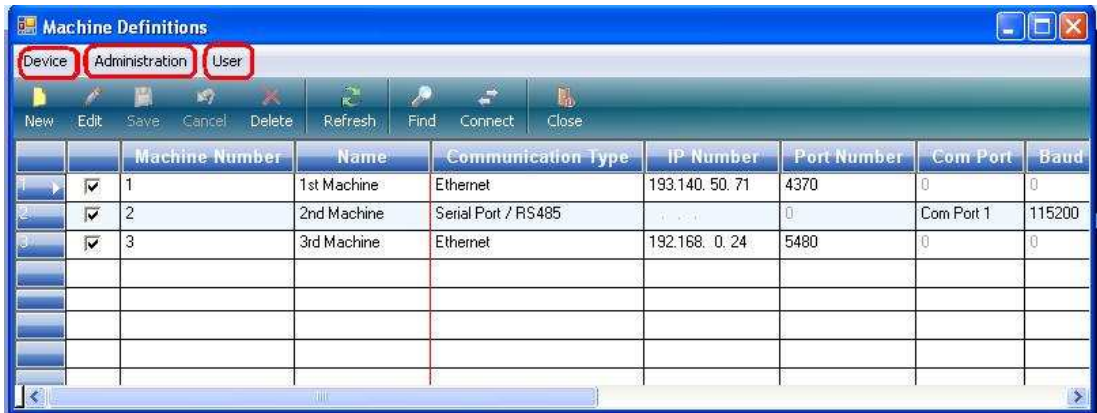 Machine Definitions
Device Administration User
New Edit Save Cancel Delete Refresh Find Connect Close
Machine Number Name Communication Type IP Number Port Number Com Port Baud
1 1 1st Machine Ethernet 193.140. 50. 71 4370 0 0
2 2 2nd Machine Serial Port / RS485 . . . 0 Com Port 1 115200
3 3 3rd Machine Ethernet 192.168. 0. 24 5480 0 0